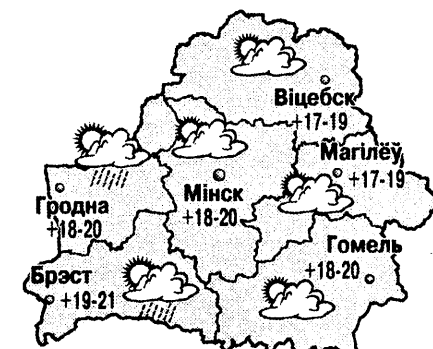 Віцебск
+17-19
Магілёў
+17-19
Мінск
+18-20
Гродна
+18-20
Гомель
+18-20
Брэст
+19-21